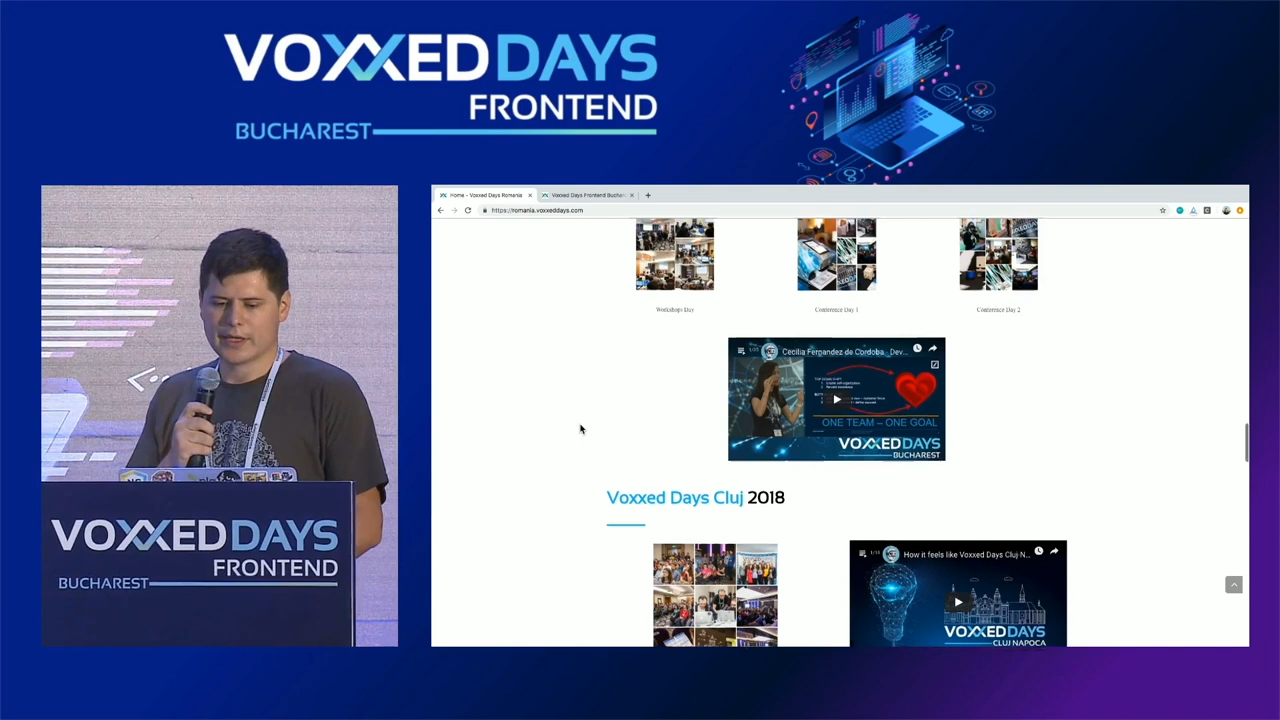 VOXXED DAYS
FRONTEND
BUCHAREST
Home - Voxxed Days Romania
Voxxed Days Frontend Buchar
https://romania.voxxeddays.com
Workshops Day
Conference Day 1
Conference Day 2
Cecilia Fernandez de Cordoba _Dev...
ONE TEAM – ONE GOAL
VOXXED DAYS
BUCHAREST
Voxxed Days Cluj 2018
How it feels like Voxxed Days Cluj-N...
VOXXED DAYS
CLUJ NAPOCA
VOXXED DAYS
FRONTEND
BUCHAREST